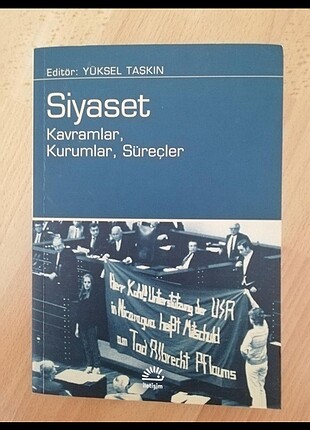 Editör: YÜKSEL TAŞKIN
Siyaset
Kavramlar,
Kurumlar, Süreçler
Herr Kohl, Unterstützung der USA
in Nicaragua heißt Mitschuld
am Tod Albrecht Pflaums
iletişim